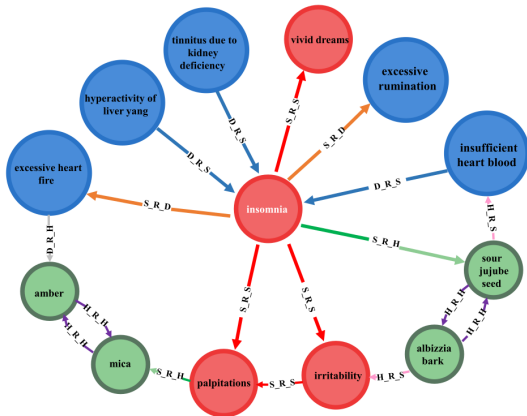 vivid dreams
tinnitus due to
kidney
deficiency
excessive
rumination
hyperactivity of
liver yang
S_R_S
D_R_S
S_R_D
insufficient
heart blood
D_R_S
excessive heart
fire
D_R_S
S_R_D
insomnia
H_R_S
D_R_H
S_R_H
sour
jujube
seed
amber
S_R_S
S_R_S
H_R_H
H_R_H
H_R_H
H_R_H
albizzia
bark
mica
S_R_H
palpitations
S_R_S
irritability
H_R_S